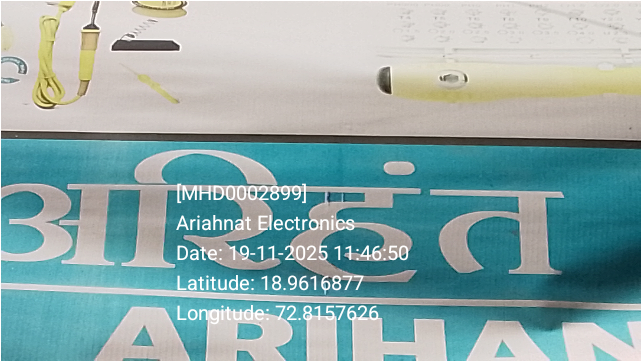 अरिहंत
[MHD0002899]
Ariahnat Electronics
Date: 19-11-2025 11:46:50
Latitude: 18.9616877
Longitude: 72.8157626
ARIHAN